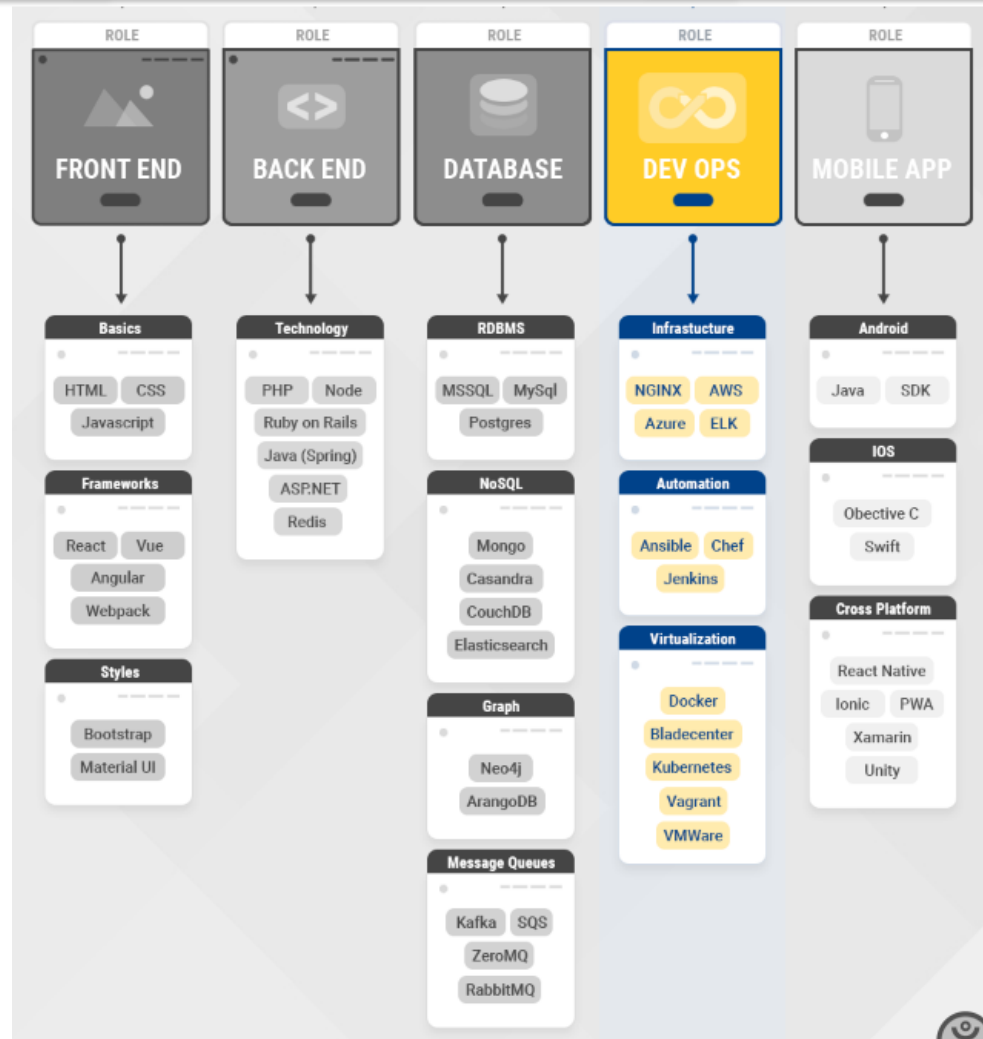 ROLE
FRONT END
Basics
HTML CSS
Javascript
Frameworks
React Vue
Angular
Webpack
Styles
Bootstrap
Material UI
ROLE
BACK END
Technology
PHP Node
Ruby on Rails
Java (Spring)
ASP.NET
Redis
ROLE
DATABASE
RDBMS
MSSQL MySql
Postgres
NoSQL
Mongo
Casandra
CouchDB
Elasticsearch
Graph
Neo4j
ArangoDB
Message Queues
Kafka SQS
ZeroMQ
RabbitMQ
ROLE
DEV OPS
Infrastucture
NGINX AWS
Azure ELK
Automation
Ansible Chef
Jenkins
Virtualization
Docker
Bladecenter
Kubernetes
Vagrant
VMWare
ROLE
MOBILE APP
Android
Java SDK
IOS
Obective C
Swift
Cross Platform
React Native
Ionic PWA
Xamarin
Unity